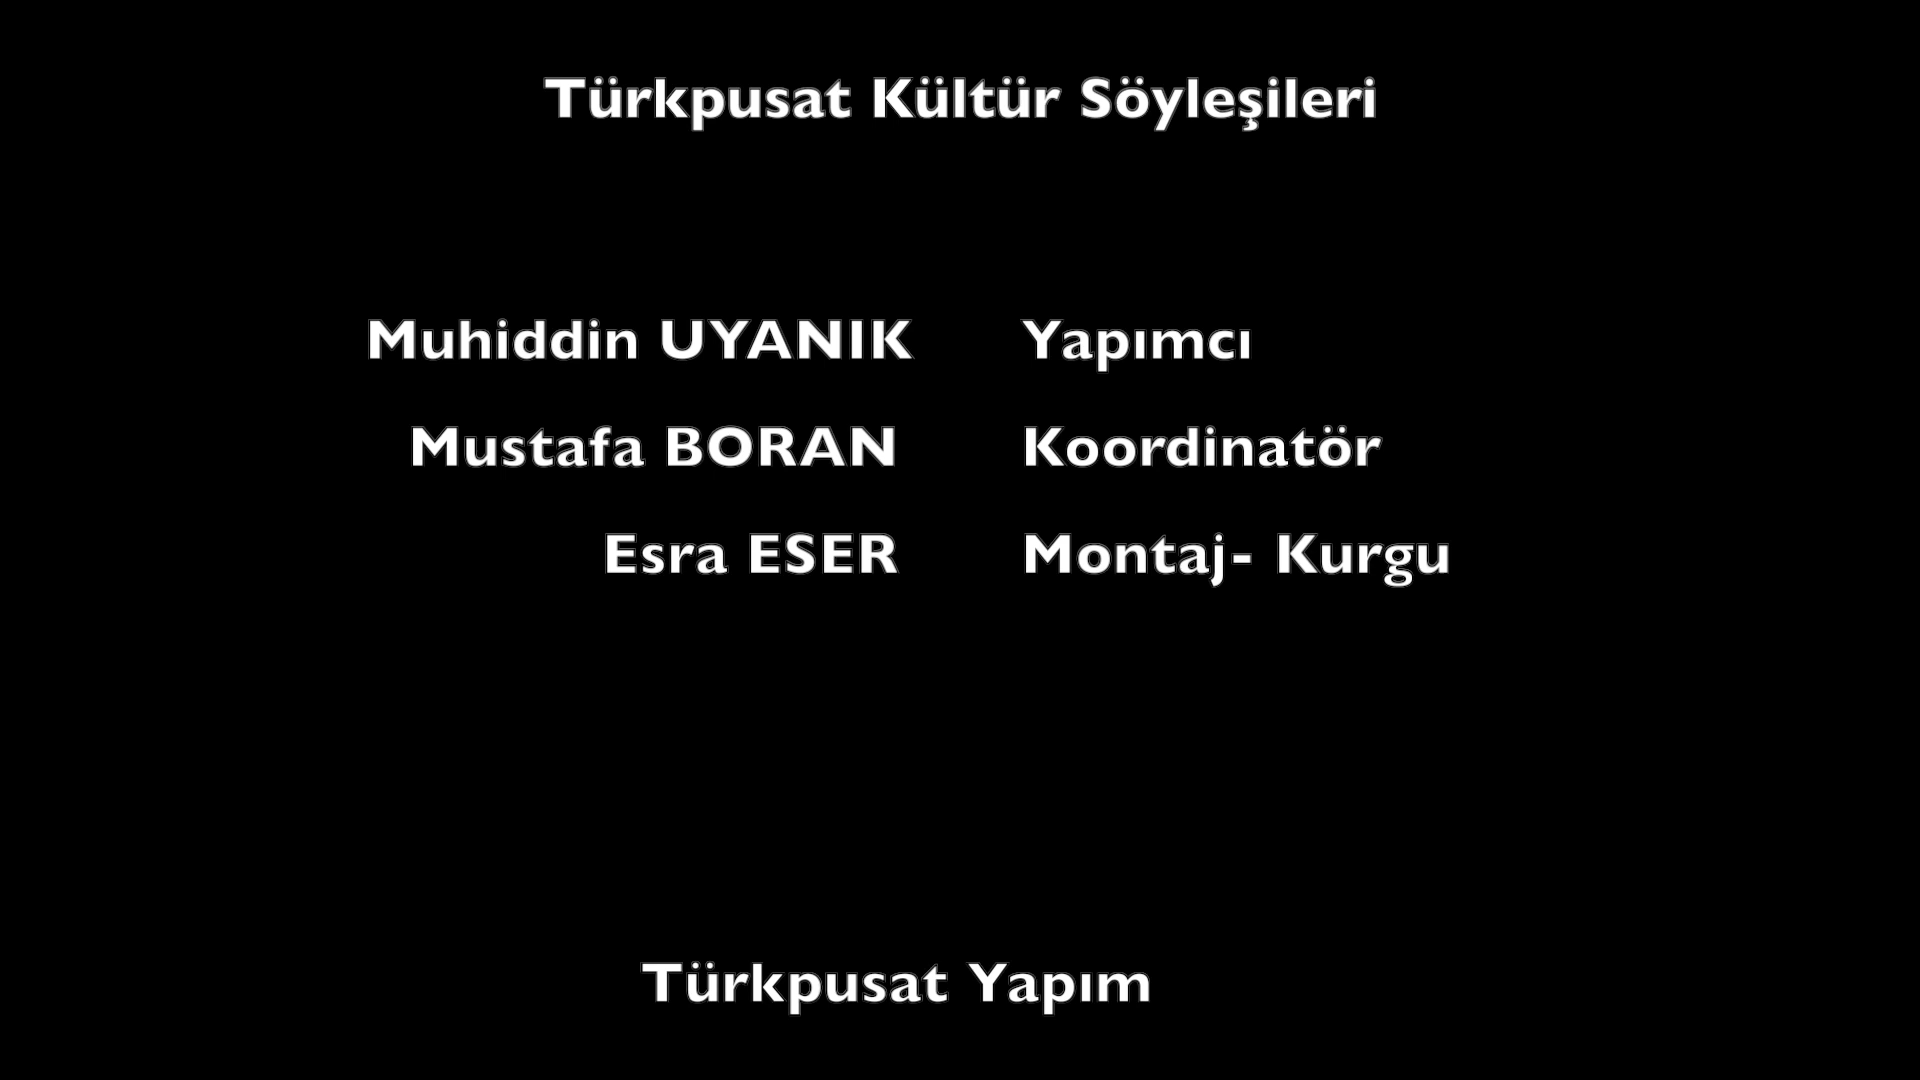 Türkpusat Kültür Söyleşileri
Muhiddin UYANIK Yapımcı
Mustafa BORAN Koordinatör
Esra ESER Montaj- Kurgu
Türkpusat Yapım